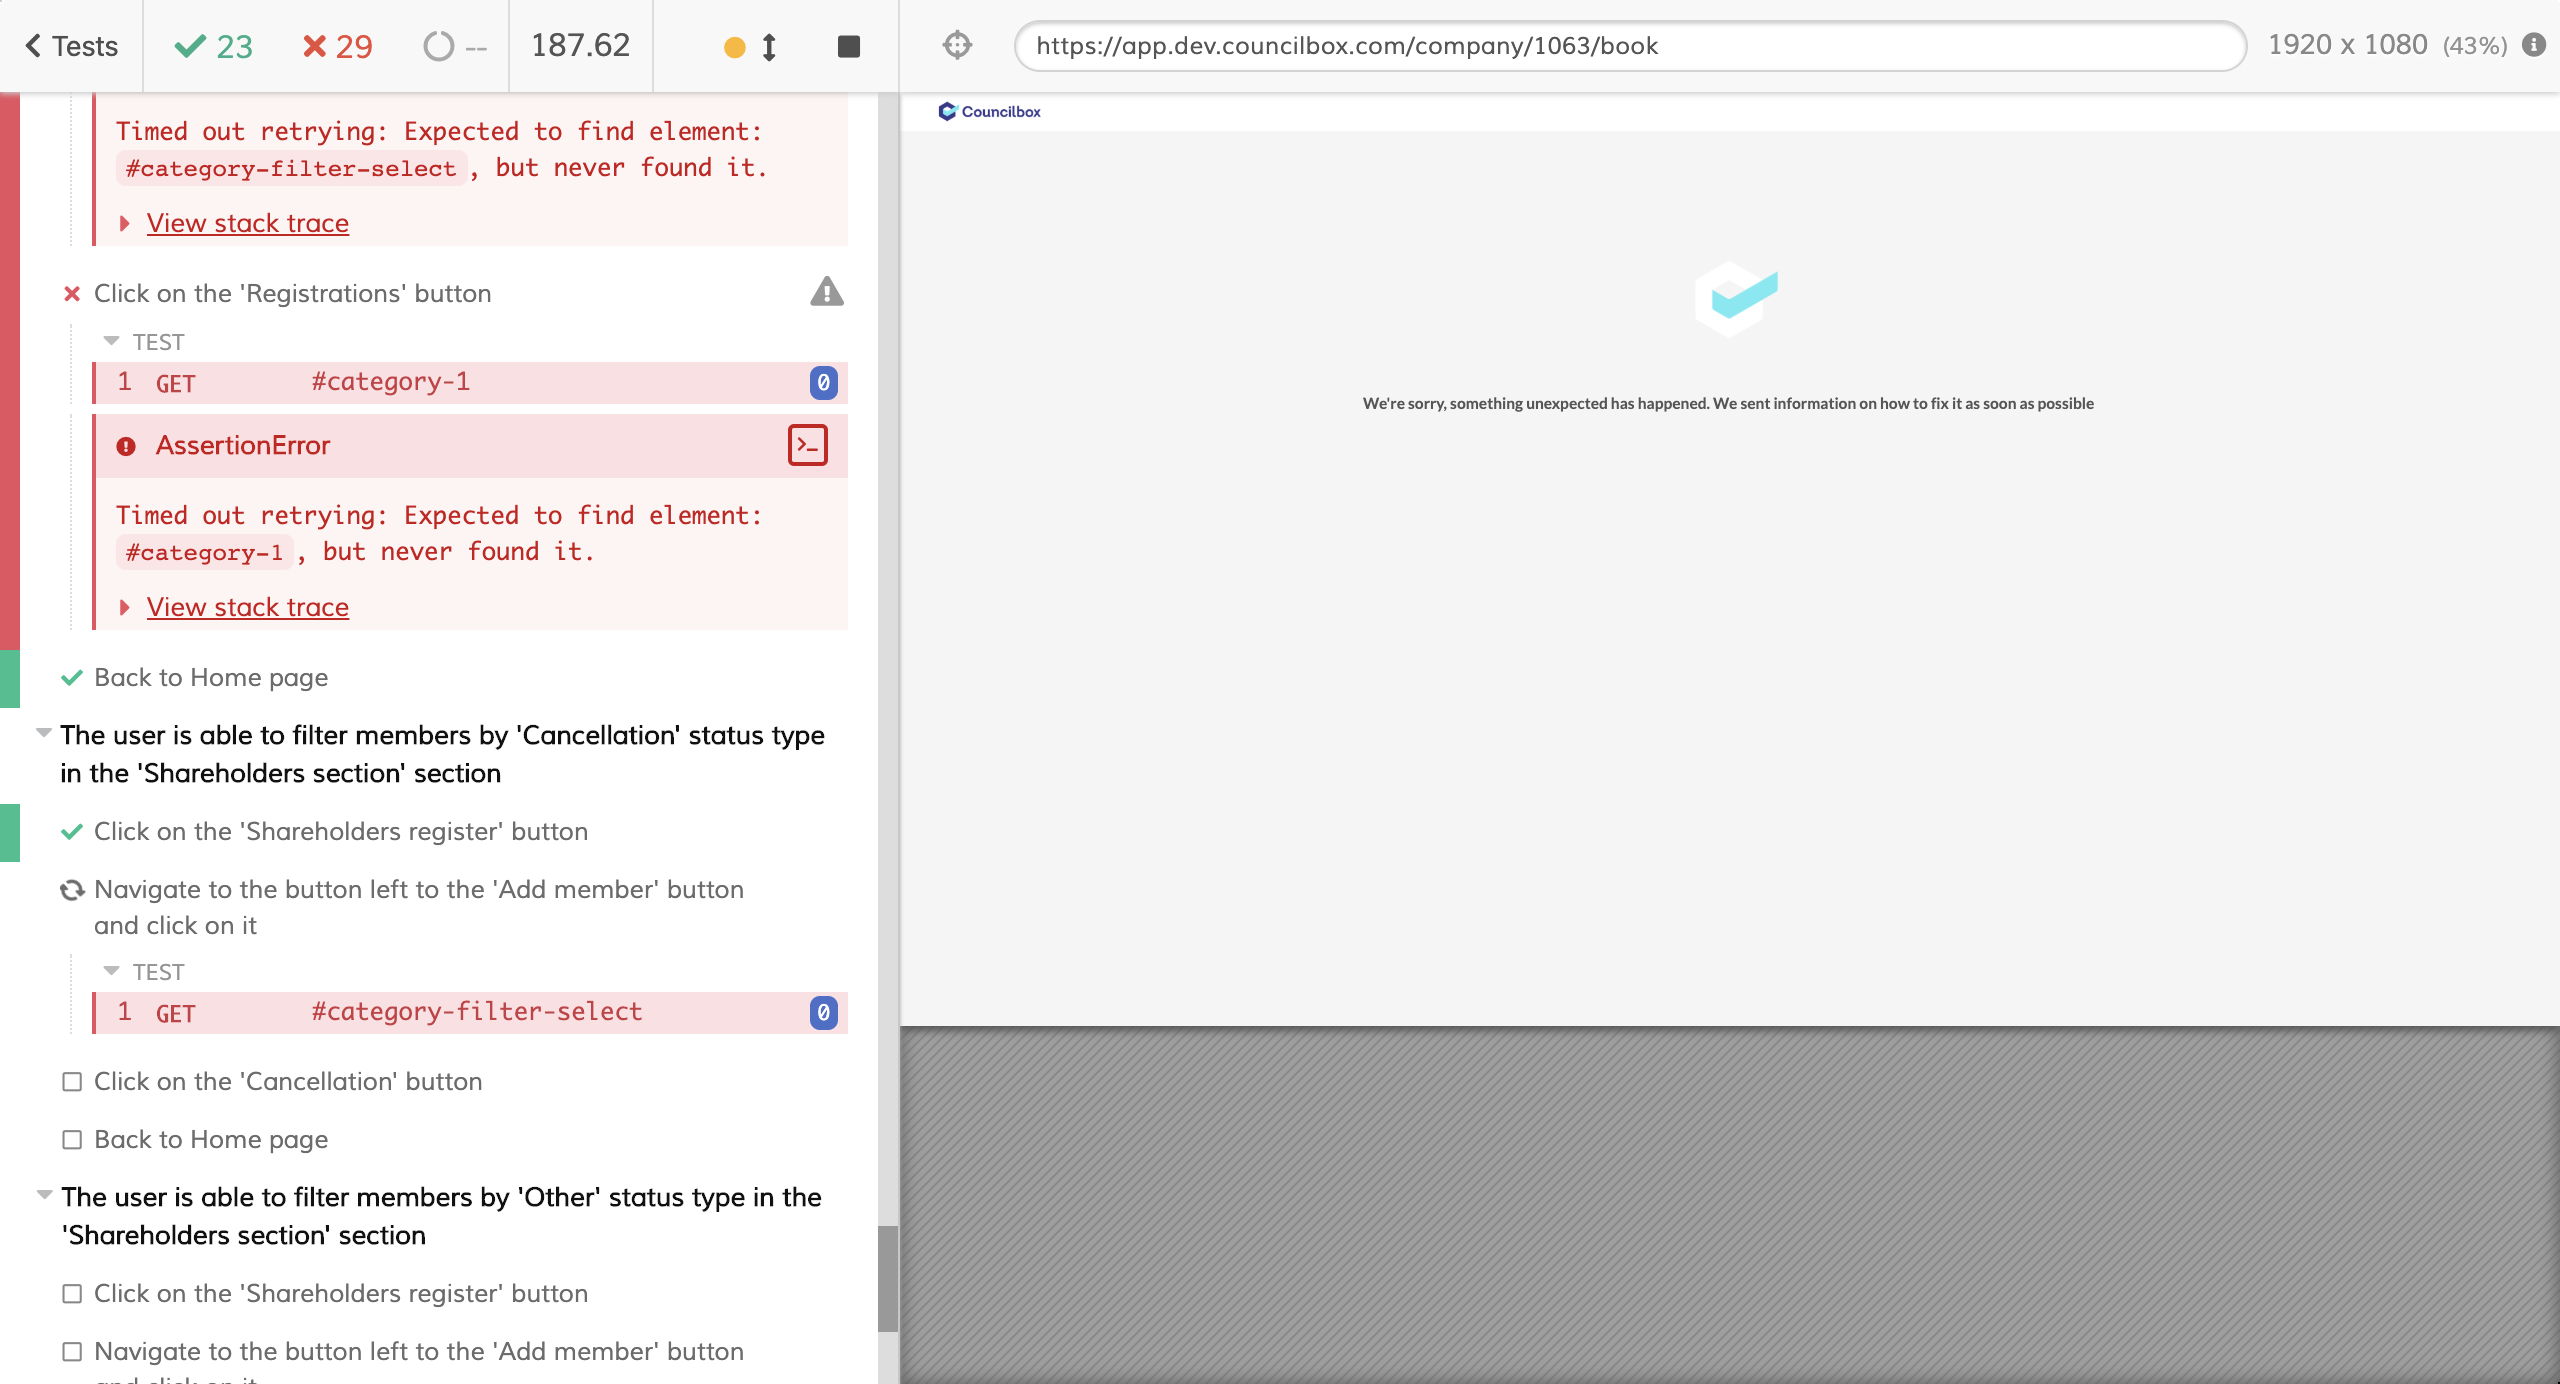 Tests
23
29
--
187.62
https://app.dev.councilbox.com/company/1063/book
1920 x 1080 (43%)
Timed out retrying: Expected to find element:
#category-filter-select, but never found it.
View stack trace
Click on the 'Registrations' button
TEST
1 GET #category-1 0
AssertionError
Timed out retrying: Expected to find element:
#category-1, but never found it.
View stack trace
Back to Home page
The user is able to filter members by 'Cancellation' status type
in the 'Shareholders section' section
Click on the 'Shareholders register' button
Navigate to the button left to the 'Add member' button
and click on it
TEST
1 GET #category-filter-select 0
Click on the 'Cancellation' button
Back to Home page
The user is able to filter members by 'Other' status type in the
'Shareholders section' section
Click on the 'Shareholders register' button
Navigate to the button left to the 'Add member' button
and click on it
Councilbox
We're sorry, something unexpected has happened. We sent information on how to fix it as soon as possible